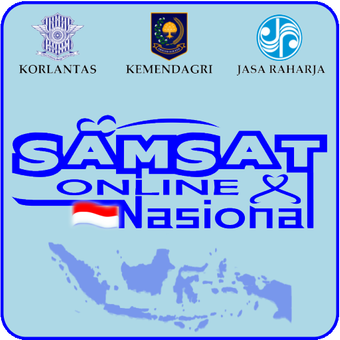 KORLANTAS KEMENDAGRI JASA RAHARJA
SAMSAT
ONLINE
Nasional